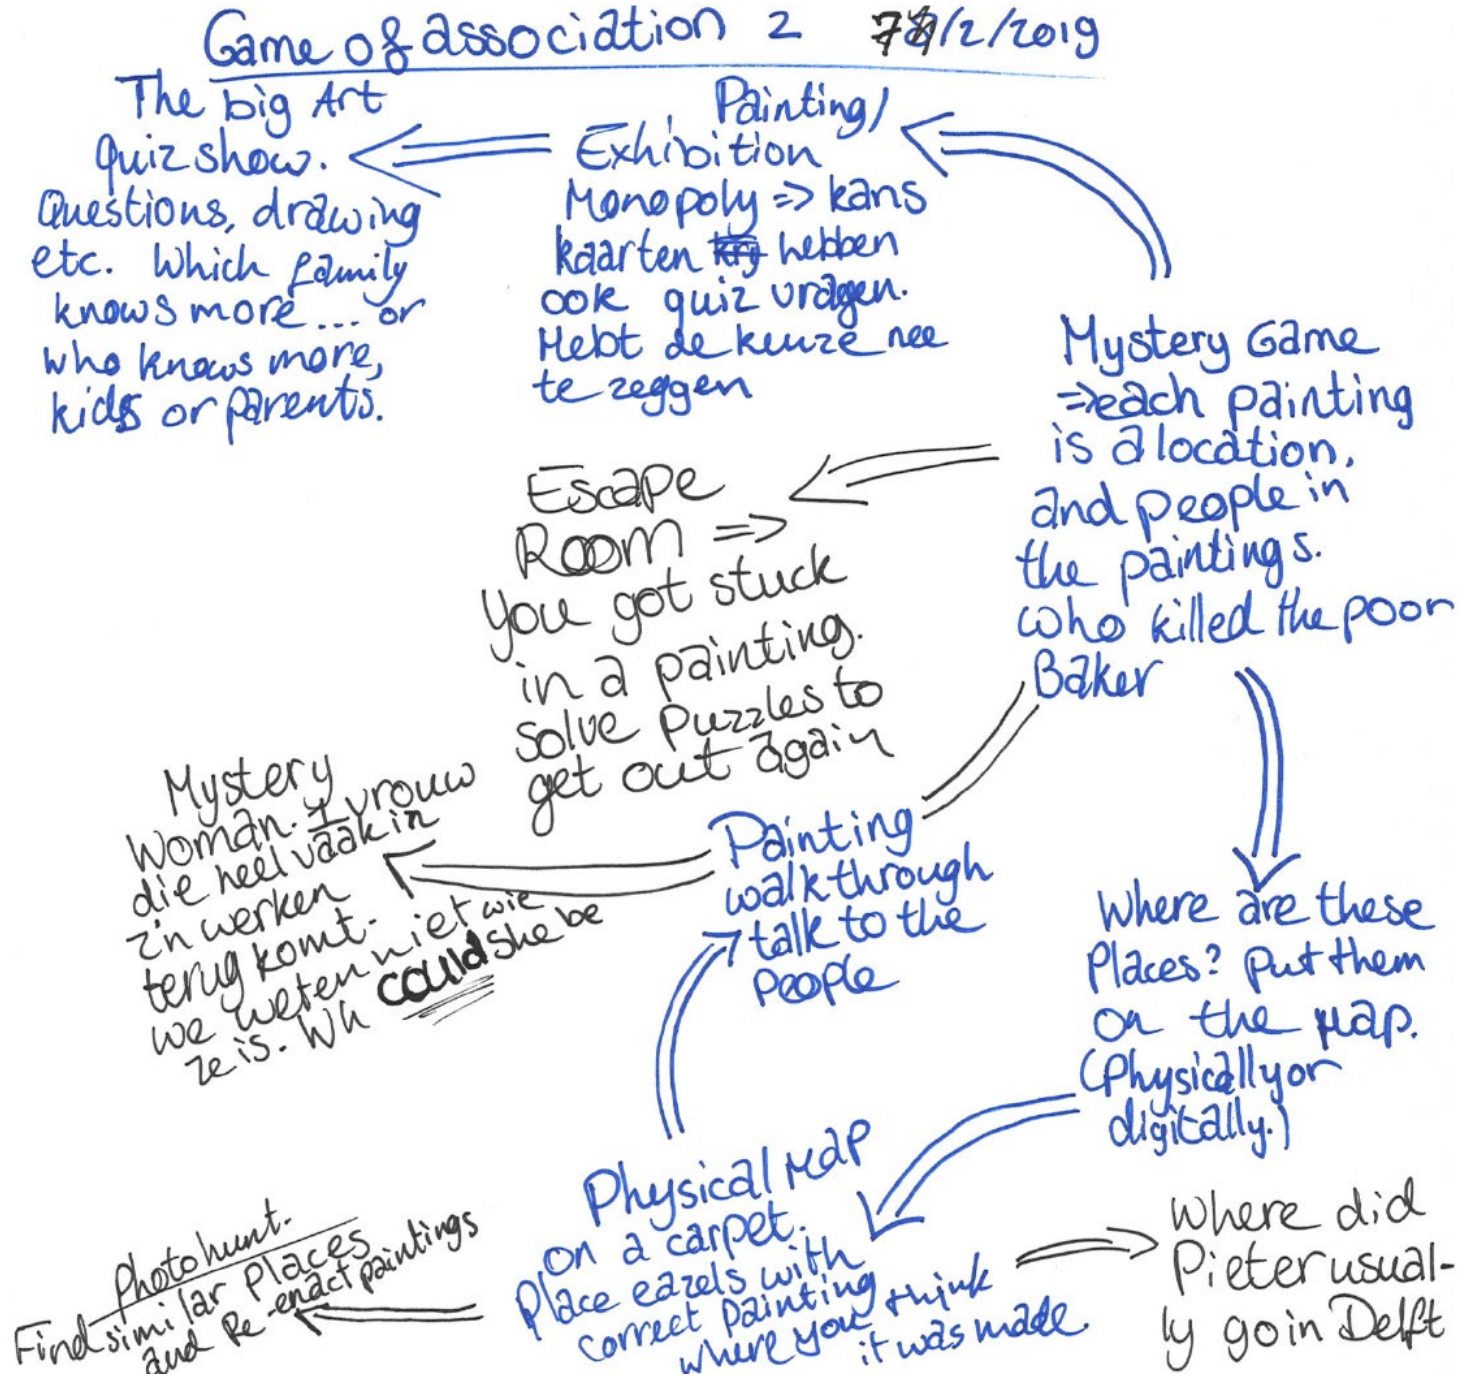 Game of association 2
/2/2019
The big Art
quiz show.
Questions, drawing
etc. Which family
knows more... or
who knows more,
kids or parents.
Painting/
Exhibition
Monopoly => kans
kaarten hebben
ook quiz vragen.
Hebt de keuze nee
te zeggen
Mystery Game
=> each painting
is a location,
and people in
the paintings.
who killed the poor
Baker
Escape
Room =>
You got stuck
in a painting.
solve puzzles to
get out again
Mystery
woman. 1 vrouw
die heel vaak in
z'n werken
terug komt.
we weten niet wie
ze is. Wh could she be
Painting
walkthrough
talk to the
People
Where are these
Places? Put them
on the map.
(Physically or
digitally.)
Physical map
on a carpet.
Place eazels with
correct painting
where you think
it was made.
Where did
Pieter usual-
ly go in Delft
Photohunt.
Find similar places
and Re-enact paintings